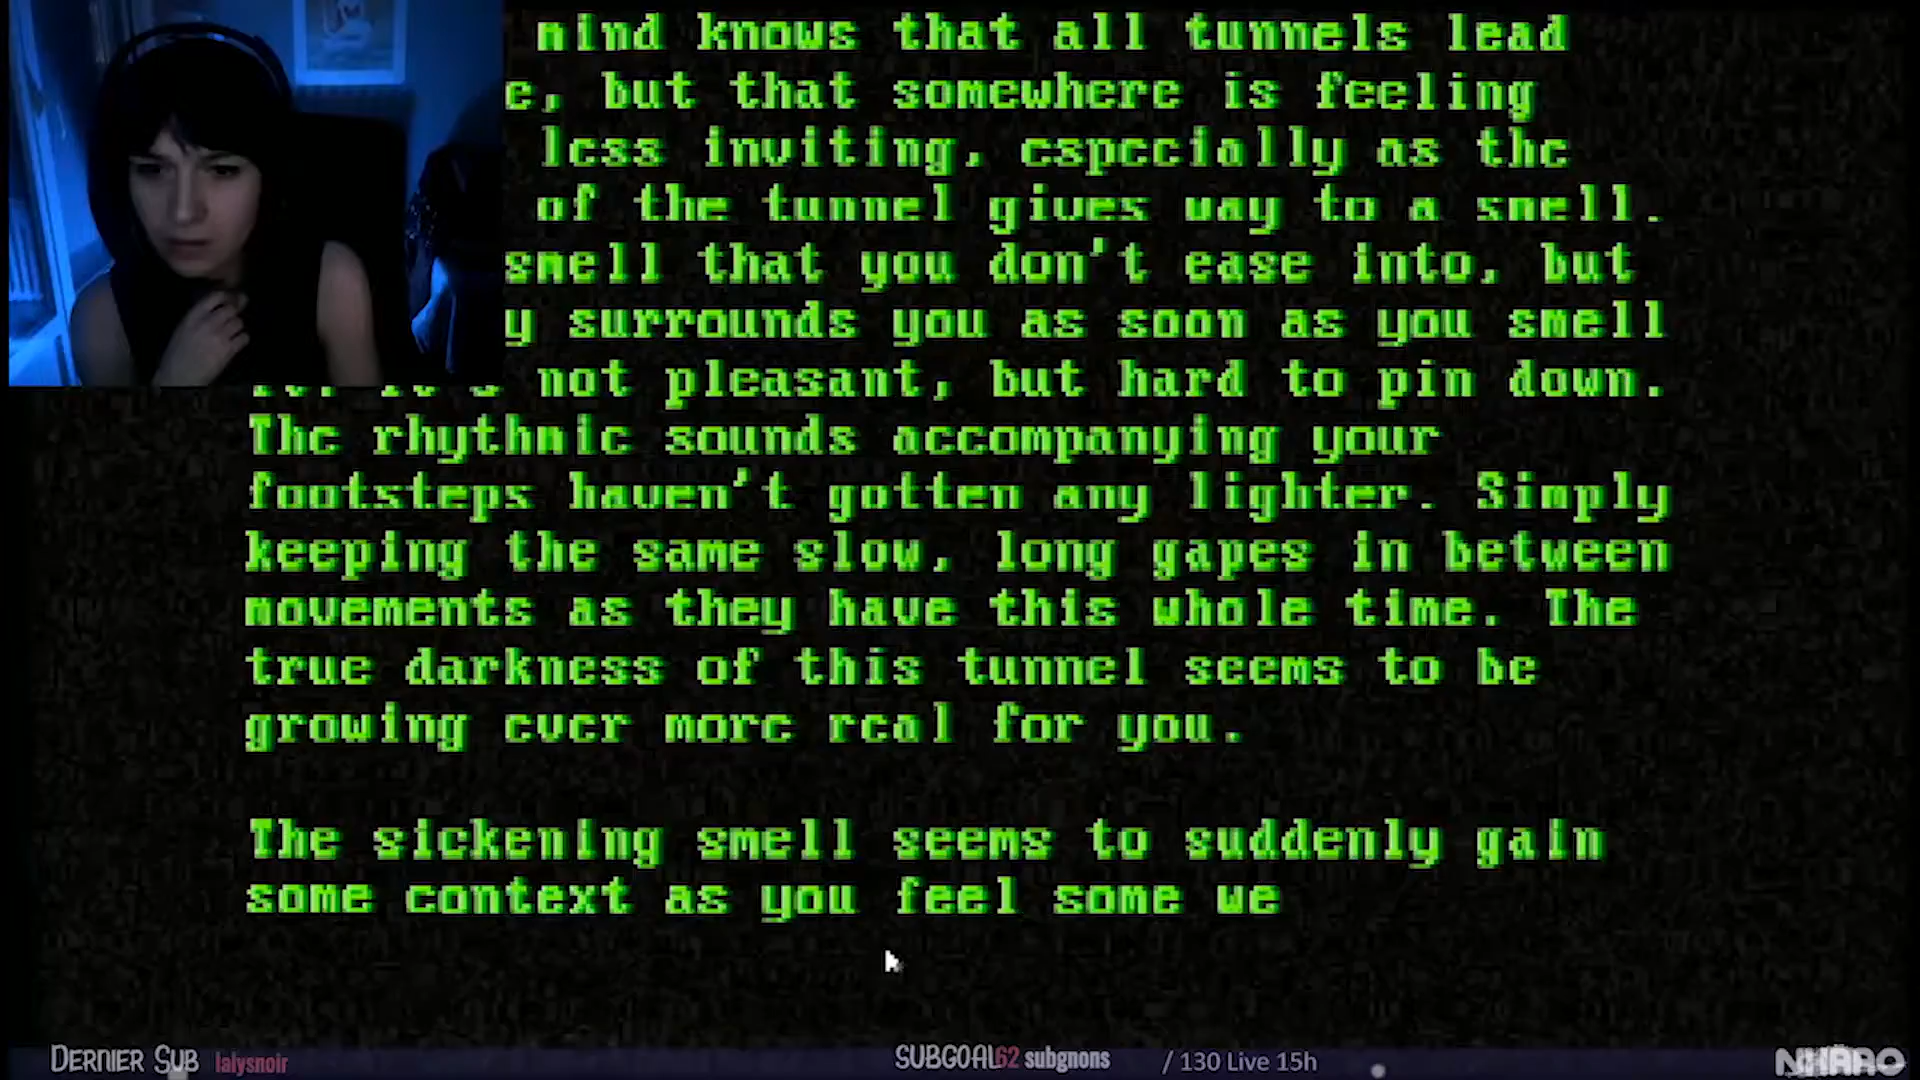 mind knows that all tunnels lead
e, but that somewhere is feeling
less inviting, especially as the
of the tunnel gives way to a smell.
smell that you don't ease into, but
y surrounds you as soon as you smell
not pleasant, but hard to pin down.
The rhythmic sounds accompanying your
footsteps haven't gotten any lighter. Simply
keeping the same slow, long gapes in between
movements as they have this whole time. The
true darkness of this tunnel seems to be
growing ever more real for you.
The sickening smell seems to suddenly gain
some context as you feel some we
DERNIER SUB lalysnoir
SUBGOAL 62 subgnons / 130 Live 15h